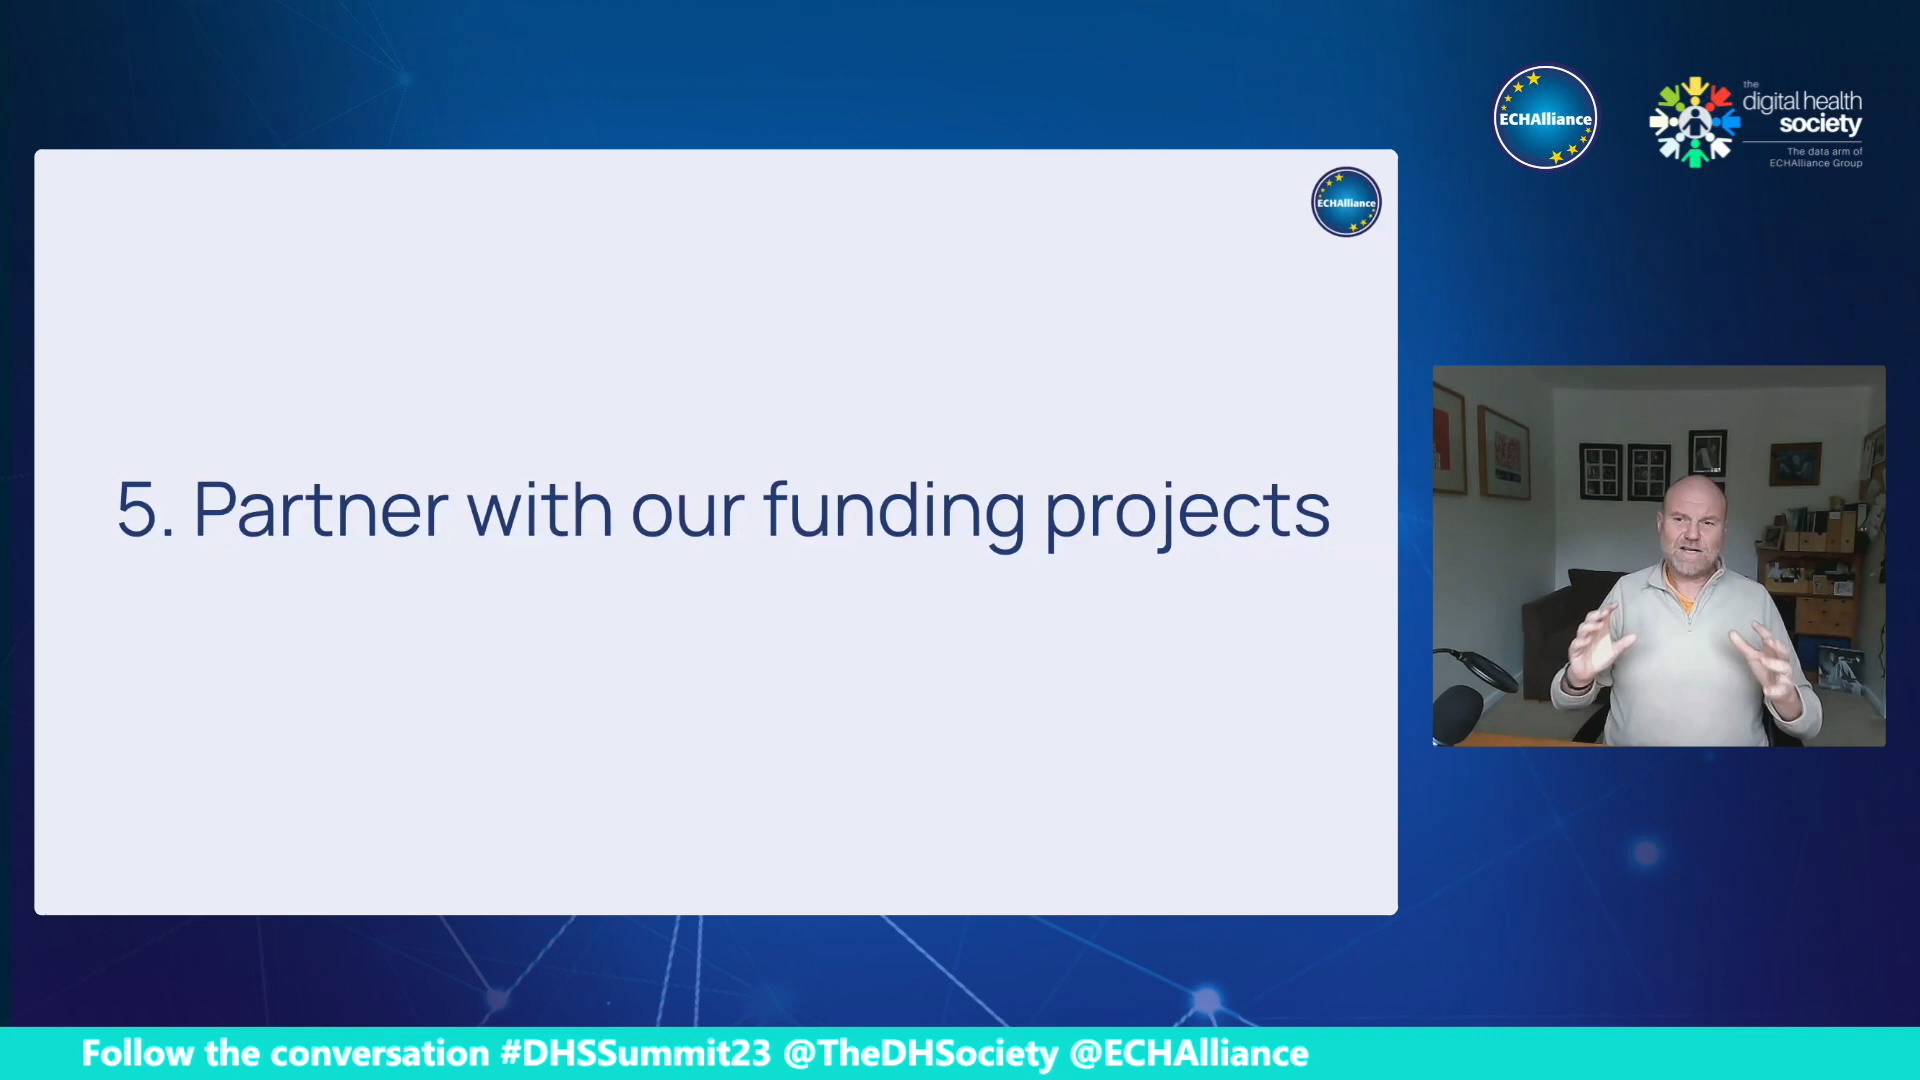 ECHAlliance
the
digital health
society
The data arm of
ECHAlliance Group
ECHAlliance
5. Partner with our funding projects
Follow the conversation #DHSSummit23 @TheDHSociety @ECHAlliance